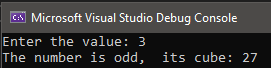 Microsoft Visual Studio Debug Console
Enter the value: 3
The number is odd,  its cube: 27